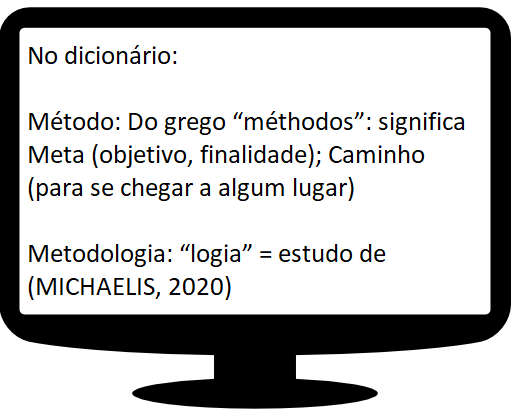 No dicionário:
Método: Do grego “méthodos”: significa
Meta (objetivo, finalidade); Caminho
(para se chegar a algum lugar)
Metodologia: “logia” = estudo de
(MICHAELIS, 2020)